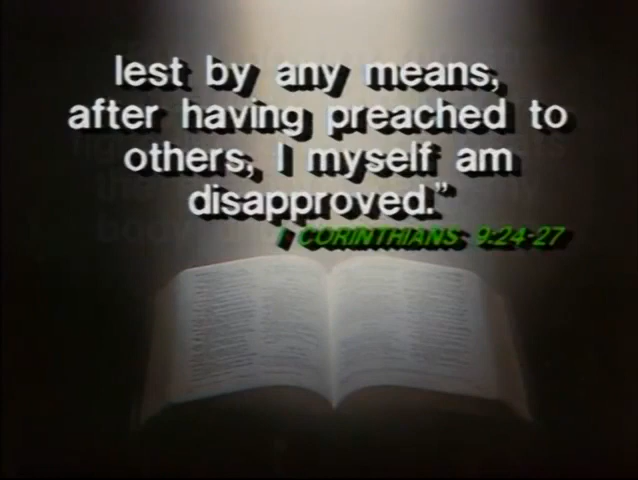 lest by any means,
after having preached to
others, I myself am
disapproved."
I CORINTHIANS 9:24-27